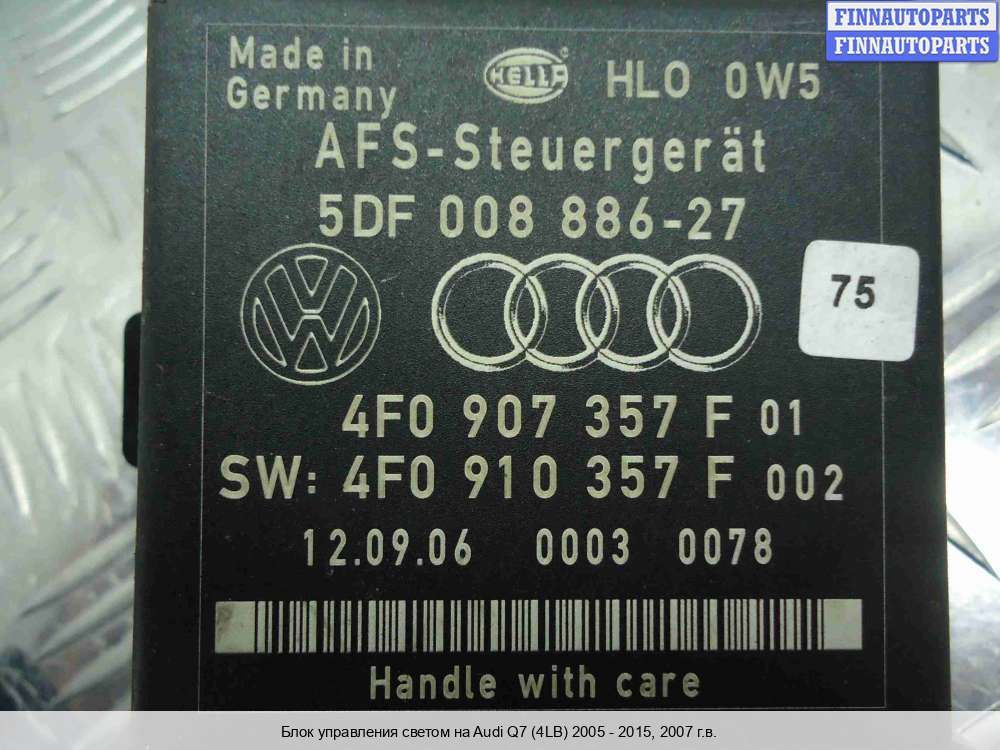 FINNAUTOPARTS
FINNAUTOPARTS
Made in
Germany
HELLA
HLO 0W5
AFS-Steuergerät
5DF 008 886-27
75
4F0 907 357 F 01
SW: 4F0 910 357 F 002
12.09.06 0003 0078
Handle with care
Блок управления светом на Audi Q7 (4LB) 2005 - 2015, 2007 г.в.